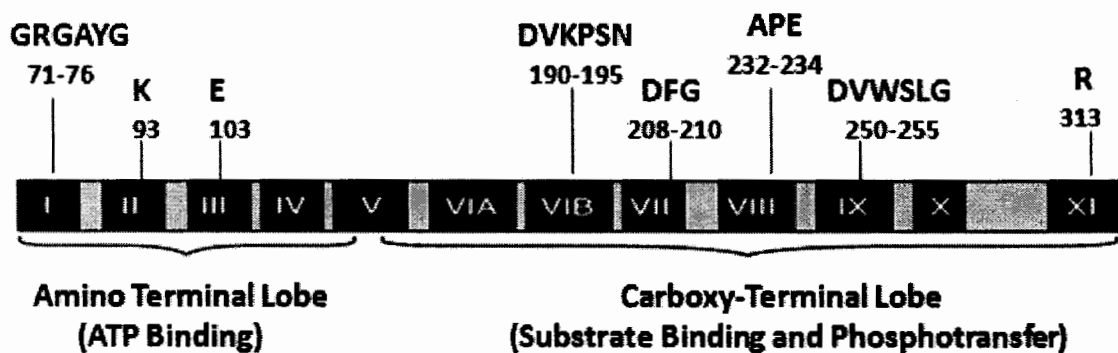 GRGAYG
71-76
K
93
E
103
DVKPSN
190-195
DFG
208-210
APE
232-234
DVWSLG
250-255
R
313
I II III IV V VIA VIB VII VIII IX X XI
Amino Terminal Lobe
(ATP Binding)
Carboxy-Terminal Lobe
(Substrate Binding and Phosphotransfer)